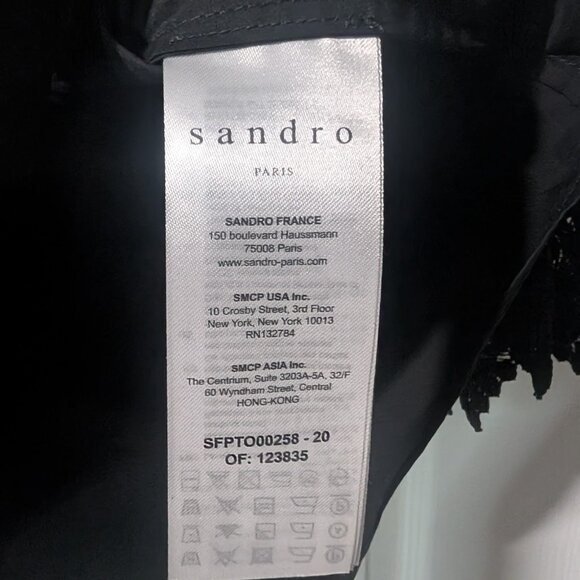 sandro
PARIS
SANDRO FRANCE
150 boulevard Haussmann
75008 Paris
www.sandro-paris.com
SMCP USA Inc.
10 Crosby Street, 3rd Floor
New York, New York 10013
RN132784
SMCP ASIA Inc.
The Centrium, Suite 3203A-5A, 32/F
60 Wyndham Street, Central
HONG-KONG
SFPTO00258 - 20
OF: 123835